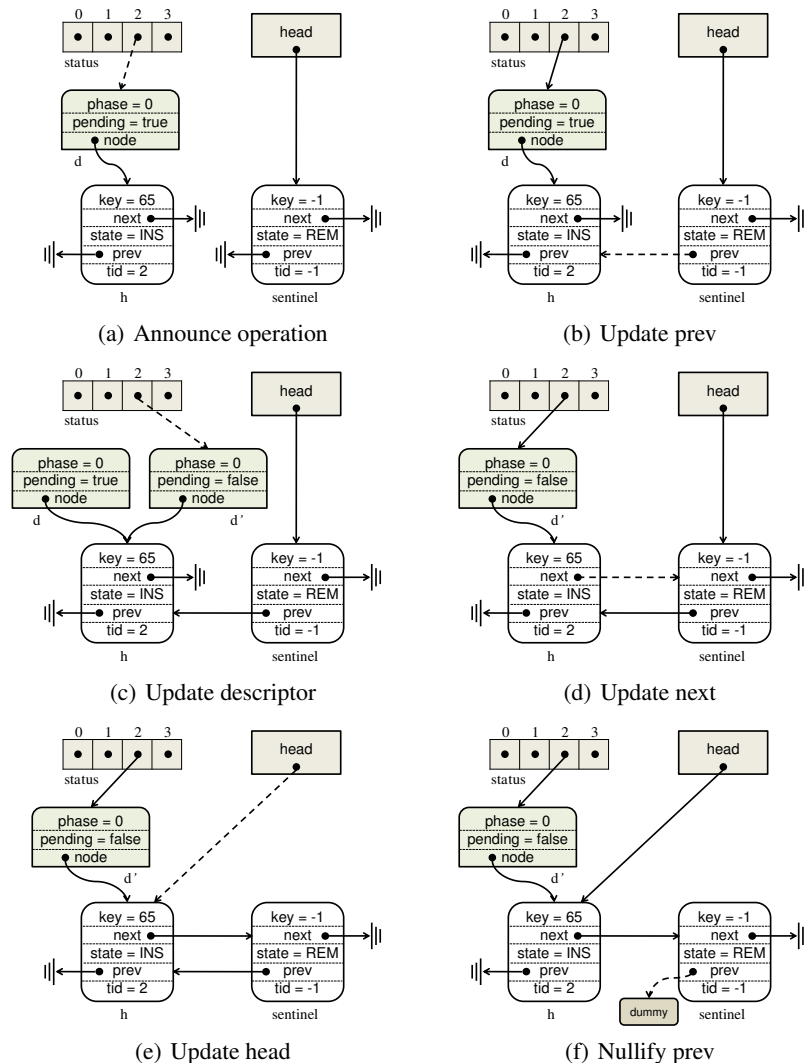 0 1 2 3
status
head
phase = 0
pending = true
node
d
key = 65
next
state = INS
prev
tid = 2
h
key = -1
next
state = REM
prev
tid = -1
sentinel
(a) Announce operation
0 1 2 3
status
head
phase = 0
pending = true
node
d
key = 65
next
state = INS
prev
tid = 2
h
key = -1
next
state = REM
prev
tid = -1
sentinel
(b) Update prev
0 1 2 3
status
head
phase = 0
pending = true
node
d
phase = 0
pending = false
node
d'
key = 65
next
state = INS
prev
tid = 2
h
key = -1
next
state = REM
prev
tid = -1
sentinel
(c) Update descriptor
0 1 2 3
status
head
phase = 0
pending = false
node
d'
key = 65
next
state = INS
prev
tid = 2
h
key = -1
next
state = REM
prev
tid = -1
sentinel
(d) Update next
0 1 2 3
status
head
phase = 0
pending = false
node
d'
key = 65
next
state = INS
prev
tid = 2
h
key = -1
next
state = REM
prev
tid = -1
sentinel
(e) Update head
0 1 2 3
status
head
phase = 0
pending = false
node
d'
key = 65
next
state = INS
prev
tid = 2
h
key = -1
next
state = REM
prev
tid = -1
dummy
sentinel
(f) Nullify prev